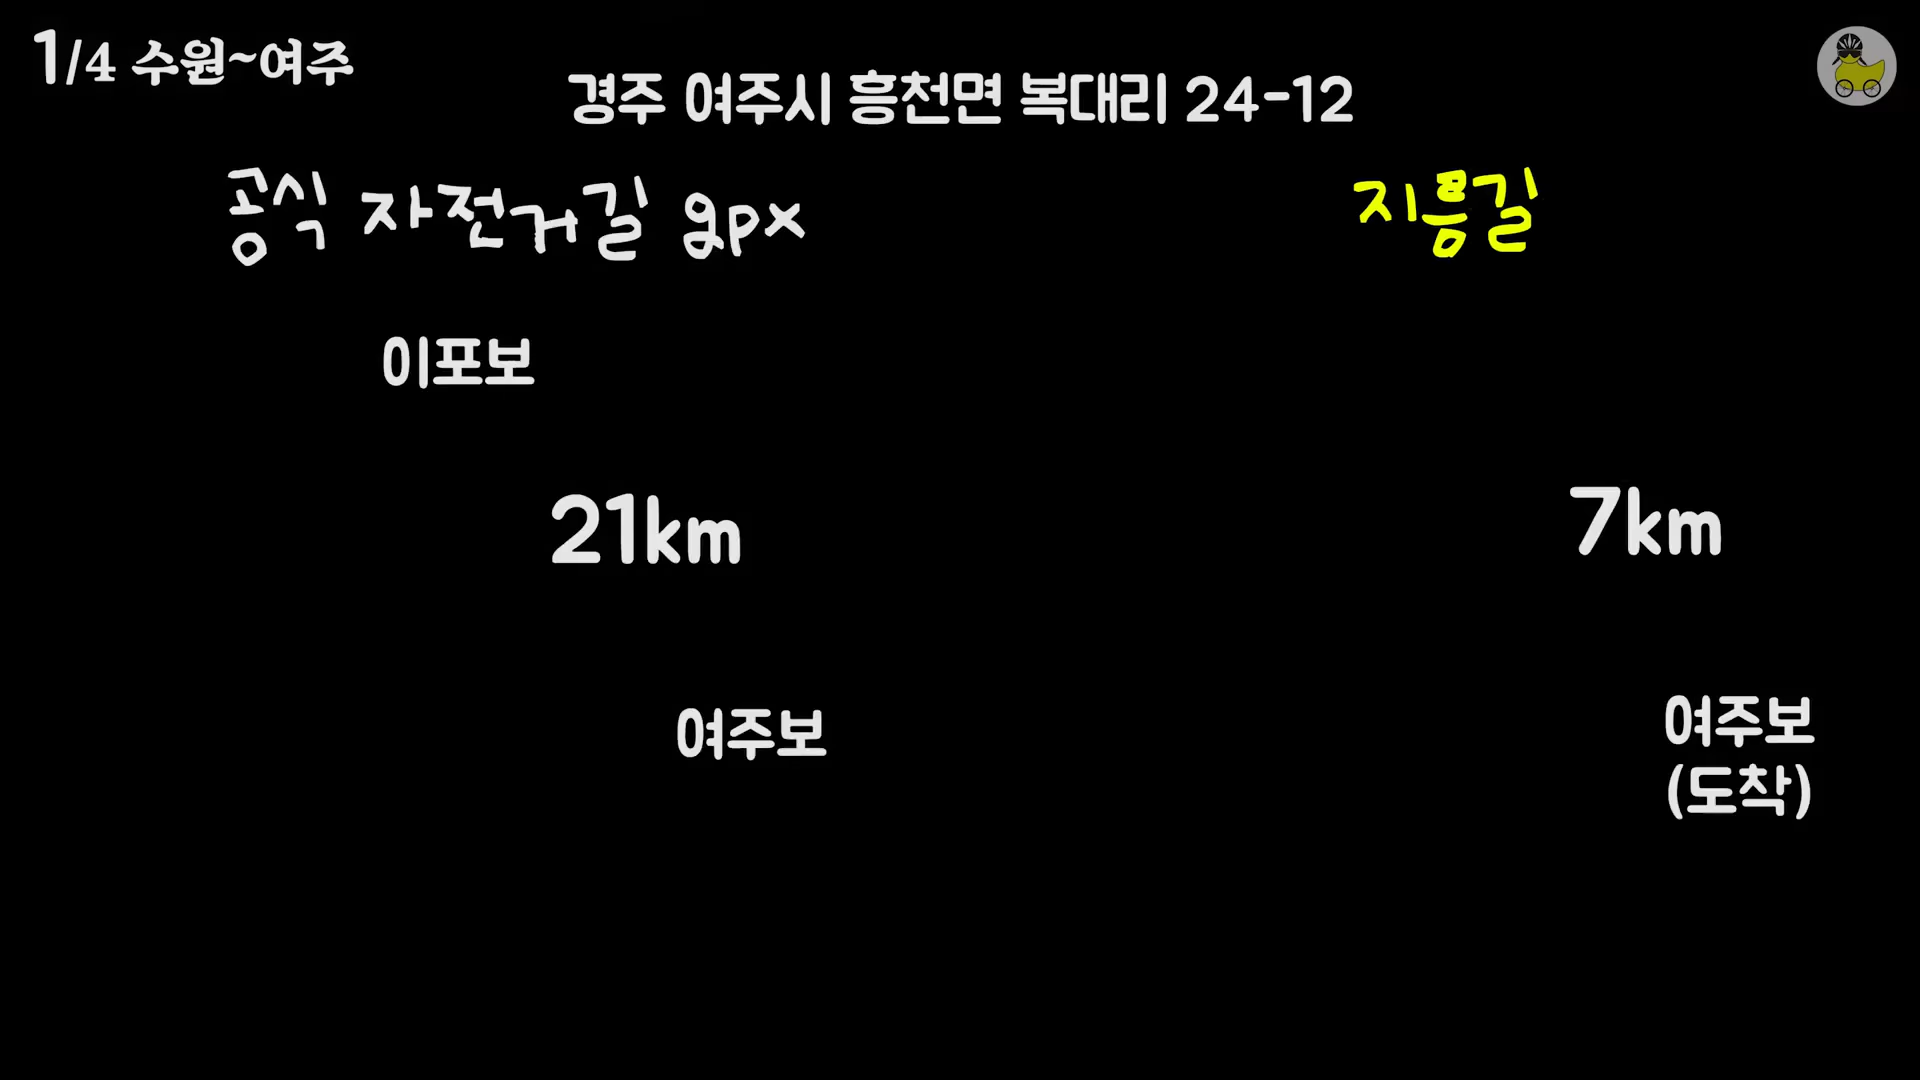 1/4 수원~여주
경주 여주시 흥천면 복대리 24-12
공식 자전거길 gpx
지름길
이포보
21km
7km
여주보
여주보
(도착)